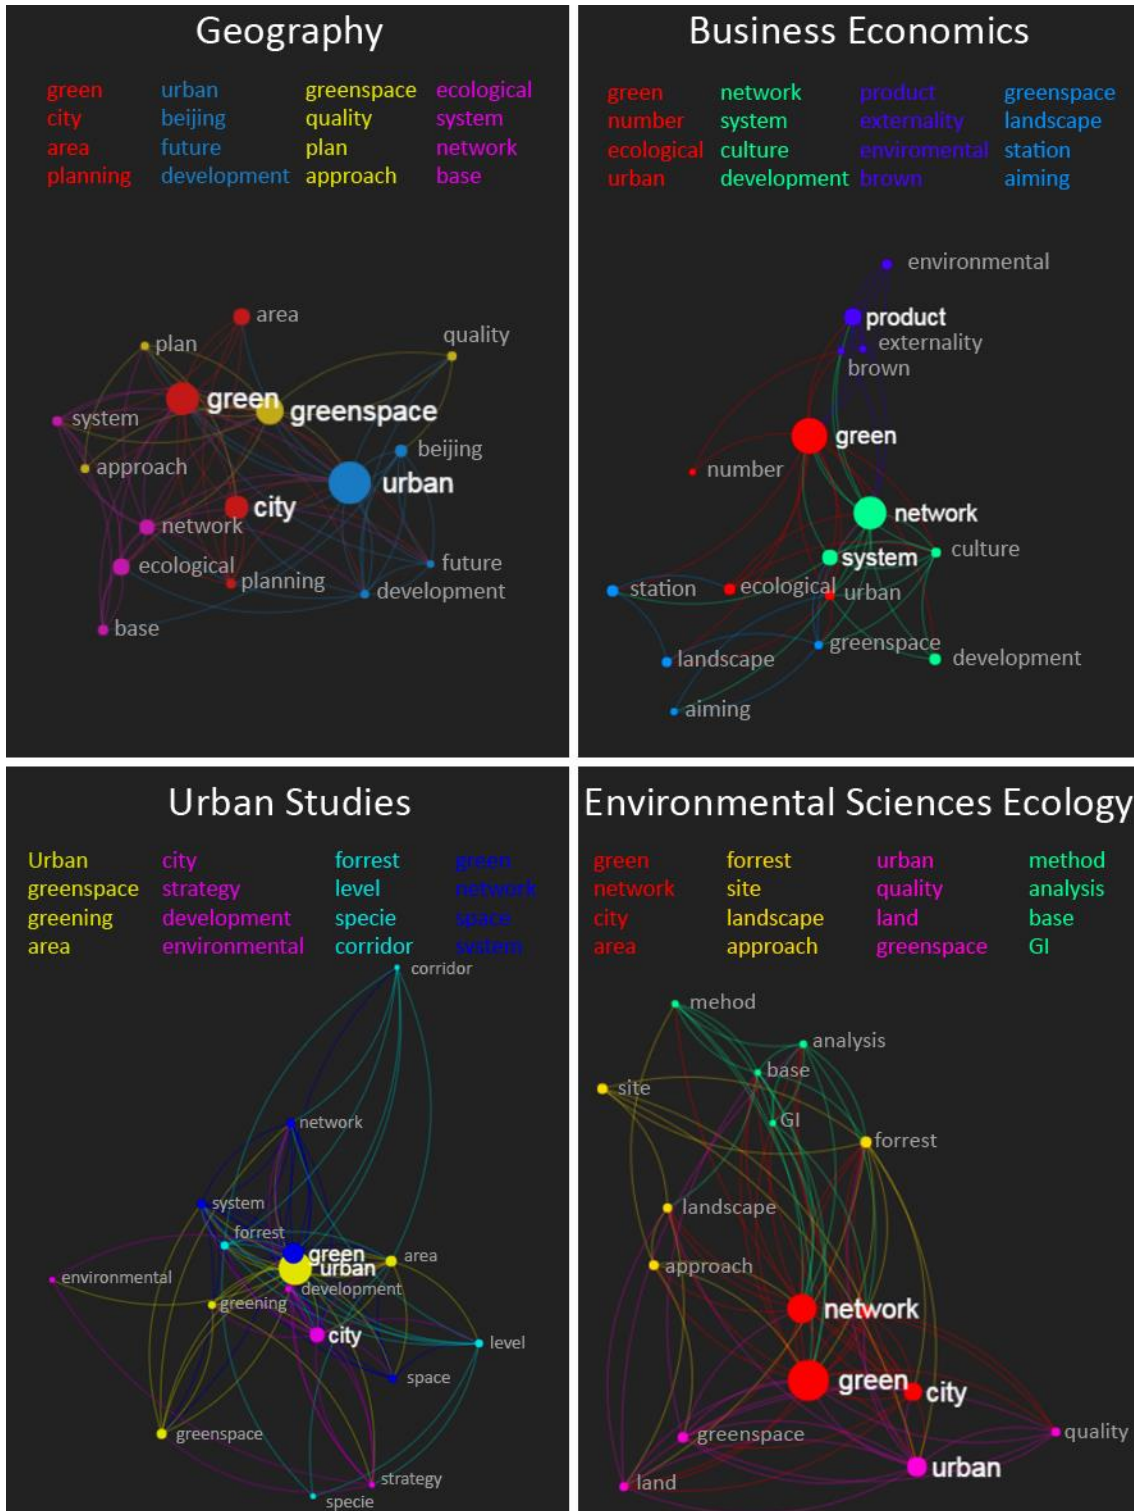 Geography
green urban greenspace ecological
city beijing quality system
area future plan network
planning development approach base
area
plan
quality
green
greenspace
system
beijing
approach
urban
city
network
ecological
future
planning
development
base
Business Economics
green network product greenspace
number system externality landscape
ecological culture enviromental station
urban development brown aiming
environmental
product
externality
brown
green
number
network
culture
system
station
ecological
urban
greenspace
landscape
development
aiming
Urban Studies
Urban city forrest green
greenspace strategy level network
greening development specie space
area environmental corridor system
corridor
network
system
forrest
green
area
urban
environmental
development
greening
city
level
space
greenspace
strategy
specie
Environmental Sciences Ecology
green forrest urban method
network site quality analysis
city landscape land base
area approach greenspace GI
mehod
analysis
base
site
GI
forrest
landscape
approach
network
green
city
greenspace
quality
urban
land